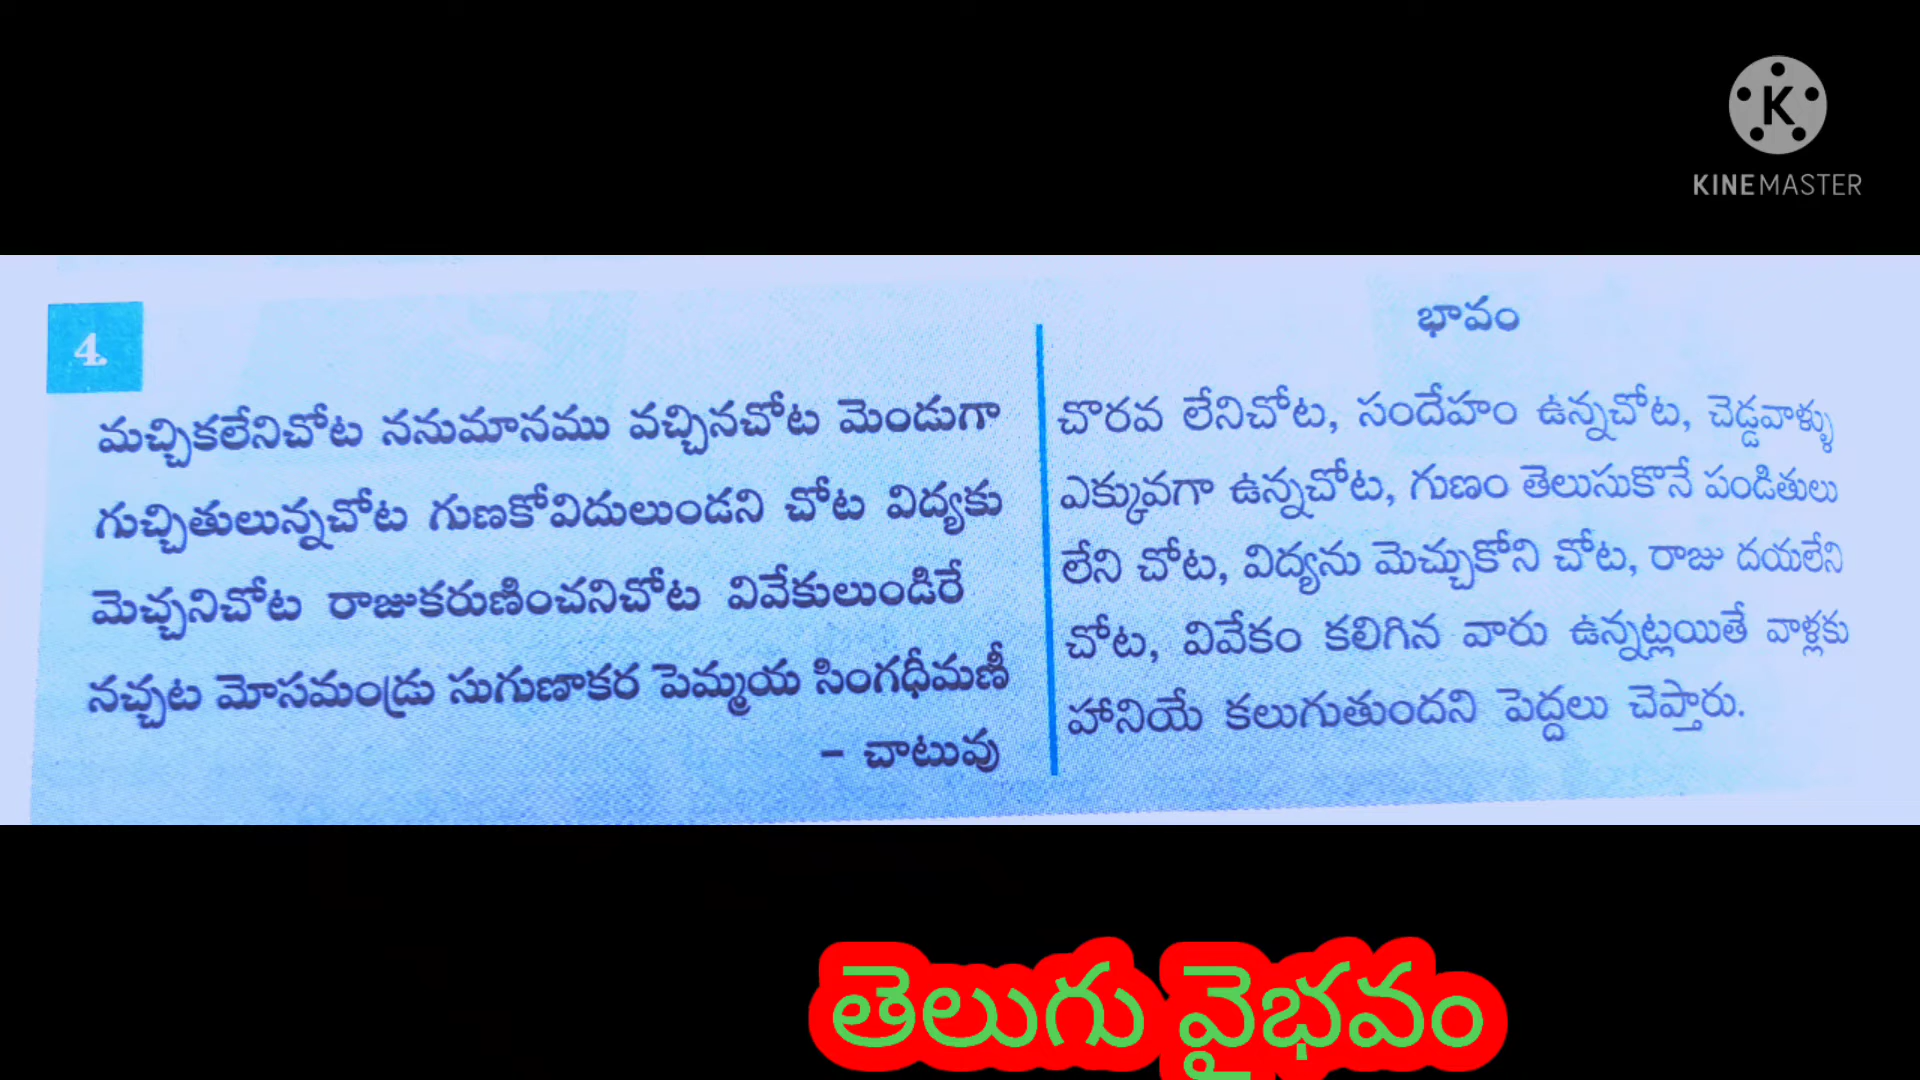 KINEMASTER
4.
మచ్చికలేనిచోట ననుమానము వచ్చినచోట మెండుగా
గుచ్చితులున్నచోట గుణకోవిదులుండని చోట విద్యకు
మెచ్చనిచోట రాజుకరుణించనిచోట వివేకులుండిరే
నచ్చట మోసమండ్రు సుగుణాకర పెమ్మయ సింగధీమణీ
– చాటువు
భావం
చొరవ లేనిచోట, సందేహం ఉన్నచోట, చెడ్డవాళ్ళు
ఎక్కువగా ఉన్నచోట, గుణం తెలుసుకొనే పండితులు
లేని చోట, విద్యను మెచ్చుకోని చోట, రాజు దయలేని
చోట, వివేకం కలిగిన వారు ఉన్నట్లయితే వాళ్లకు
హానియే కలుగుతుందని పెద్దలు చెప్తారు.
తెలుగు వైభవం